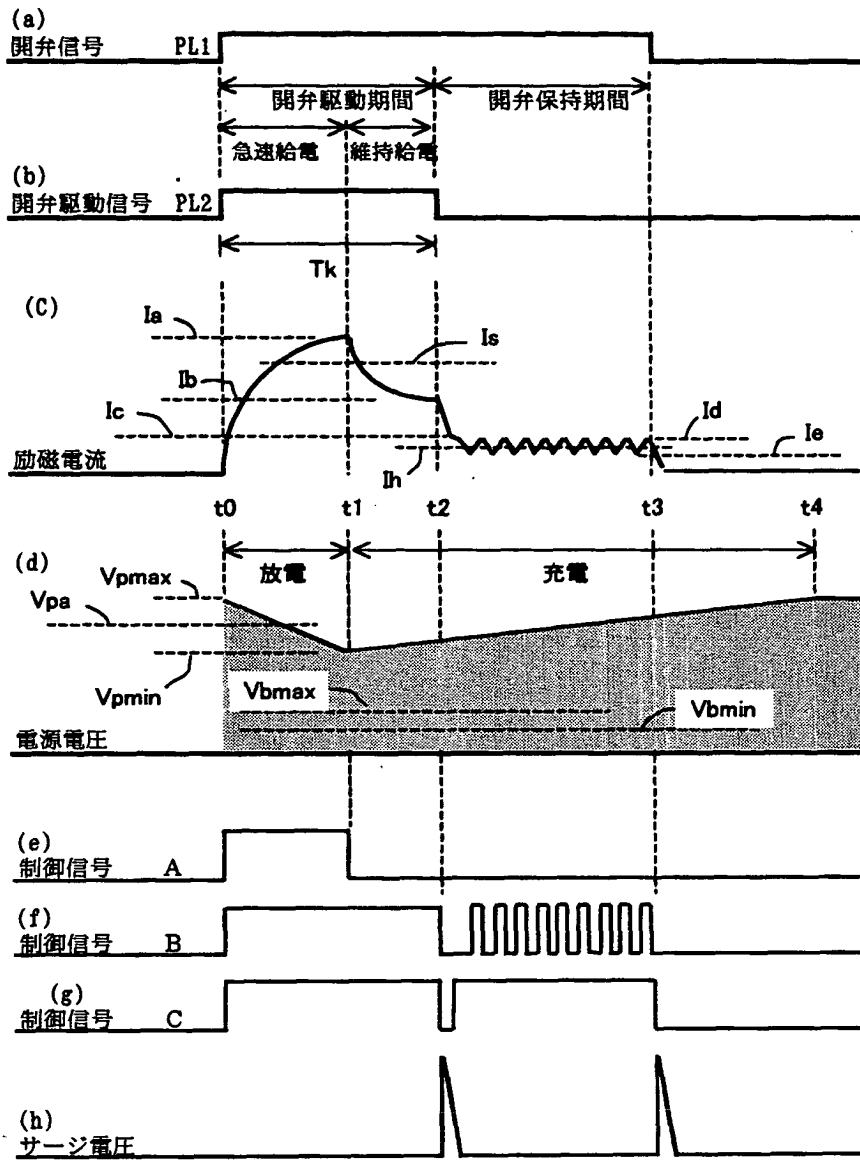 (a)
開弁信号 PL1
開弁駆動期間 開弁保持期間
急速給電 維持給電
(b)
開弁駆動信号 PL2
Tk
(C)
Ia
Is
Ib
Ic
Id
Ie
励磁電流
Ih
t0 t1 t2 t3 t4
(d)
放電 充電
Vpmax
Vpa
Vpmin
Vbmax
Vbmin
電源電圧
(e)
制御信号 A
(f)
制御信号 B
(g)
制御信号 C
(h)
サージ電圧